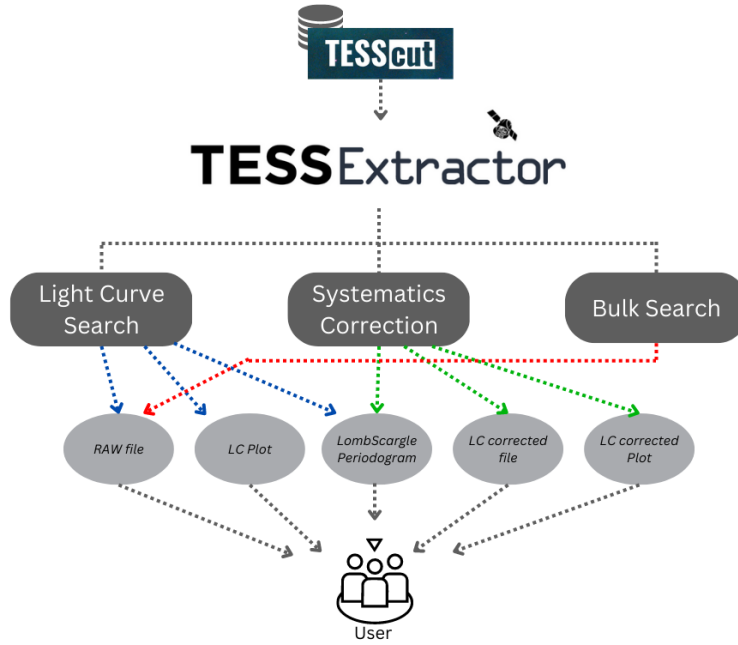 TESScut
TESSExtractor
Light Curve
Search
Systematics
Correction
Bulk Search
RAW file
LC Plot
LombScargle
Periodogram
LC corrected
file
LC corrected
Plot
User